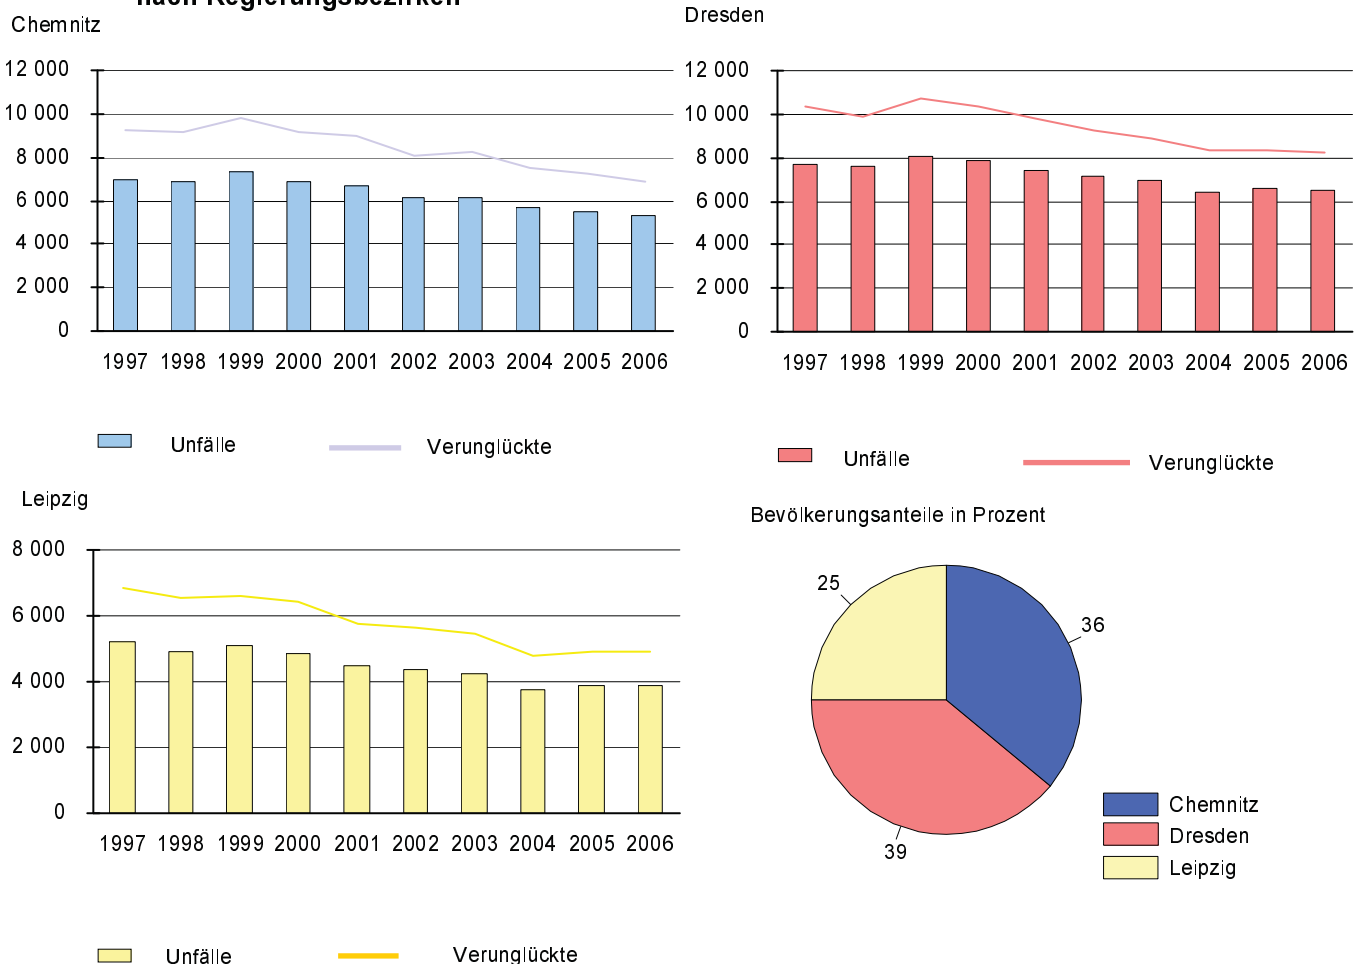 nach Regierungsbezirken
Chemnitz
12 000
10 000
8 000
6 000
4 000
2 000
0
1997 1998 1999 2000 2001 2002 2003 2004 2005 2006
Unfälle Verunglückte
Dresden
12 000
10 000
8 000
6 000
4 000
2 000
0
1997 1998 1999 2000 2001 2002 2003 2004 2005 2006
Unfälle Verunglückte
Leipzig
8 000
6 000
4 000
2 000
0
1997 1998 1999 2000 2001 2002 2003 2004 2005 2006
Unfälle Verunglückte
Bevölkerungsanteile in Prozent
25
36
39
Chemnitz
Dresden
Leipzig